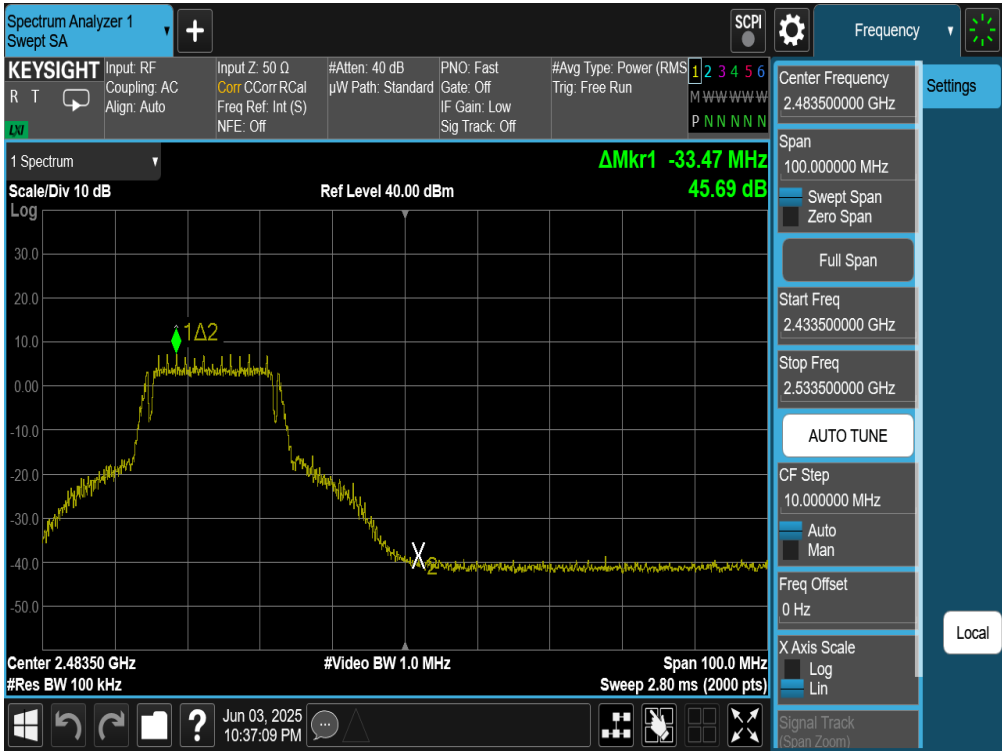 Spectrum Analyzer 1
Swept SA
+
SCPI
Frequency
KEYSIGHT
R T
LXI
Input: RF
Coupling: AC
Align: Auto
Input Z: 50 Ω
Corr CCorr RCal
Freq Ref: Int (S)
NFE: Off
#Atten: 40 dB
µW Path: Standard
PNO: Fast
Gate: Off
IF Gain: Low
Sig Track: Off
#Avg Type: Power (RMS
Trig: Free Run
1 2 3 4 5 6
M W W W W W
P N N N N N
1 Spectrum
ΔMkr1 -33.47 MHz
45.69 dB
Scale/Div 10 dB
Ref Level 40.00 dBm
Log
30.0
20.0
10.0
0.00
-10.0
-20.0
-30.0
-40.0
-50.0
1Δ2
X
2
Center 2.48350 GHz
#Video BW 1.0 MHz
Span 100.0 MHz
#Res BW 100 kHz
Sweep 2.80 ms (2000 pts)
Center Frequency
2.483500000 GHz
Span
100.000000 MHz
Swept Span
Zero Span
Full Span
Start Freq
2.433500000 GHz
Stop Freq
2.533500000 GHz
AUTO TUNE
CF Step
10.000000 MHz
Auto
Man
Freq Offset
0 Hz
X Axis Scale
Log
Lin
Signal Track
(Span Zoom)
Settings
Local
?
Jun 03, 2025
10:37:09 PM